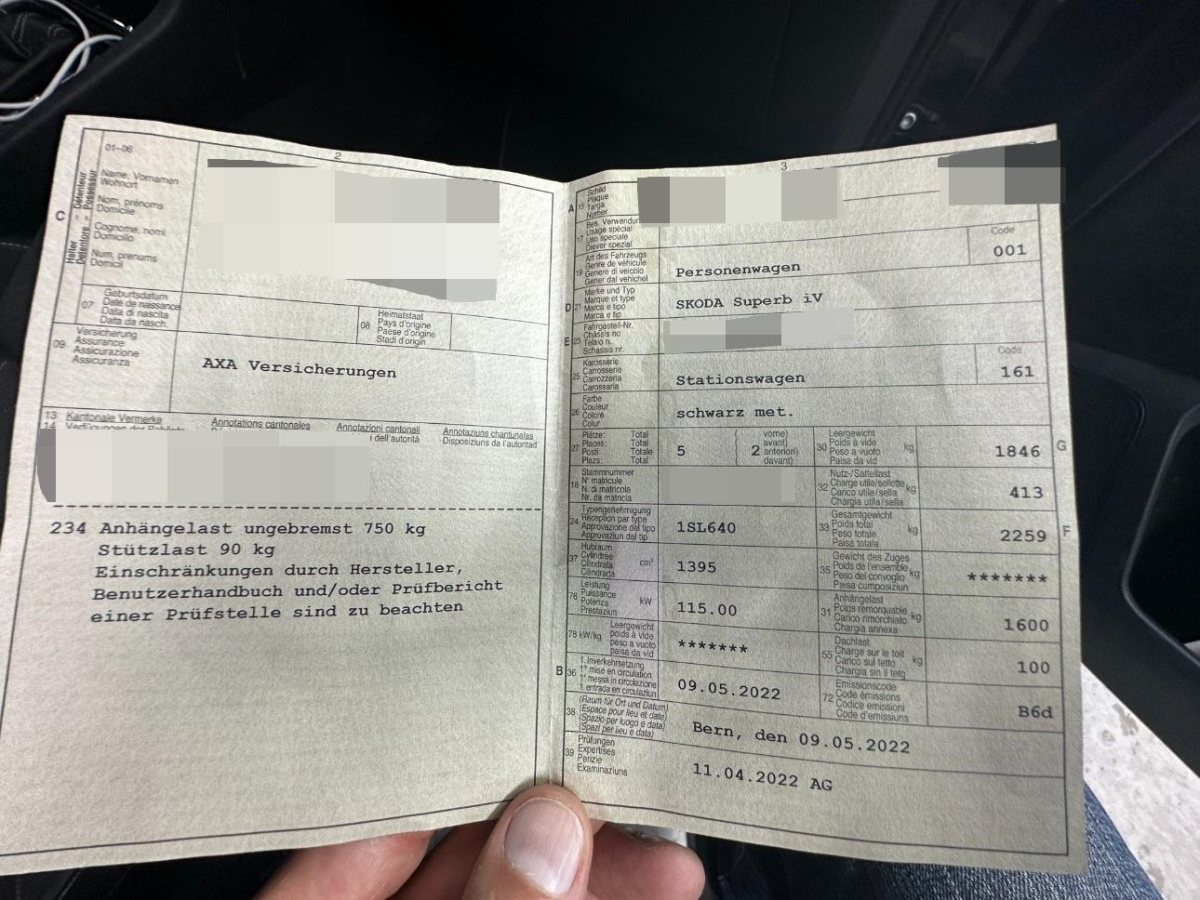 2
01-06
C
Halter
Détenteur
Detentore
Possessur
Name, Vornamen
Wohnort
Nom, prénoms
Domicile
Cognome, nomi
Domicilio
Num, prenums
Domicil
07
Geburtsdatum
Date de naissance
Data di nascita
Data da nasch.
08
Heimatstaat
Pays d'origine
Paese d'origine
Stadi d'origin
09
Versicherung
Assurance
Assicurazione
Assicuranza
AXA Versicherungen
13 Kantonale Vermerke Annotations cantonales Annotazioni cantonali Annotaziuns chantunalas
14
dell'autorità Disposiziuns da l'autoritad
234 Anhängelast ungebremst 750 kg
Stützlast 90 kg
Einschränkungen durch Hersteller,
Benutzerhandbuch und/oder Prüfbericht
einer Prüfstelle sind zu beachten
3
A 15
Schild
Plaque
Targa
Numer
17
Bes. Verwendung
Usage spécial
Uso speciale
Diever spezial
Code
001
19
Art des Fahrzeugs
Genre de véhicule
Genere di veicolo
Gener dal vehichel
Personenwagen
D 21
Marke und Typ
Marque et type
Marca e tipo
Marca e tip
SKODA Superb iV
E 23
Fahrgestell-Nr.
Châssis no
Telaio n.
Schassis nr.
25
Karosserie
Carrosserie
Carrozzeria
Carossaria
Stationswagen
Code
161
26
Farbe
Couleur
Colore
Colur
schwarz met.
27
Plätze: Total
Places: Total
Posti: Totale
Plazs: Total
5
2
vorne)
avant)
anteriori)
davant)
30
Leergewicht
Poids à vide
Peso a vuoto
Paisa da vid
kg
1846
G
18
Stammnummer
N° matricule
N. di matricola
Nr. da matricla
32
Nutz-/Sattellast
Charge utile/sellette
Carico utile/sella
Chargia utila/sella
kg
413
24
Typengenehmigung
Réception par type
Approvazione del tipo
Approvaziun dal tip
1SL640
33
Gesamtgewicht
Poids total
Peso totale
Paisa totala
kg
2259
F
37
Hubraum
Cylindrée
Cilindrata
Cilindrada
cm³
1395
35
Gewicht des Zuges
Poids de l'ensemble
Peso del convoglio
Paisa cumposiziun
kg
*******
76
Leistung
Puissance
Potenza
Prestaziun
kW
115.00
31
Anhängelast
Poids remorquable
Carico rimorchiato
Chargia annexa
kg
1600
78 kW/kg
Leergewicht
poids à vide
peso a vuoto
paisa da vid
*******
55
Dachlast
Charge sur le toit
Carico sul tetto
Chargia sin il tetg
kg
100
B 36
1. Inverkehrsetzung
1re mise en circulation
1a messa in circolazione
1. entrada en circulaziun
09.05.2022
72
Emissionscode
Code émissions
Codice emissioni
Code d'emissiuns
B6d
38
(Raum für Ort und Datum)
(Espace pour lieu et date)
(Spazio per luogo e data)
(Spazi per lieu e data)
Bern, den 09.05.2022
39
Prüfungen
Expertises
Perizie
Examinaziuns
11.04.2022 AG